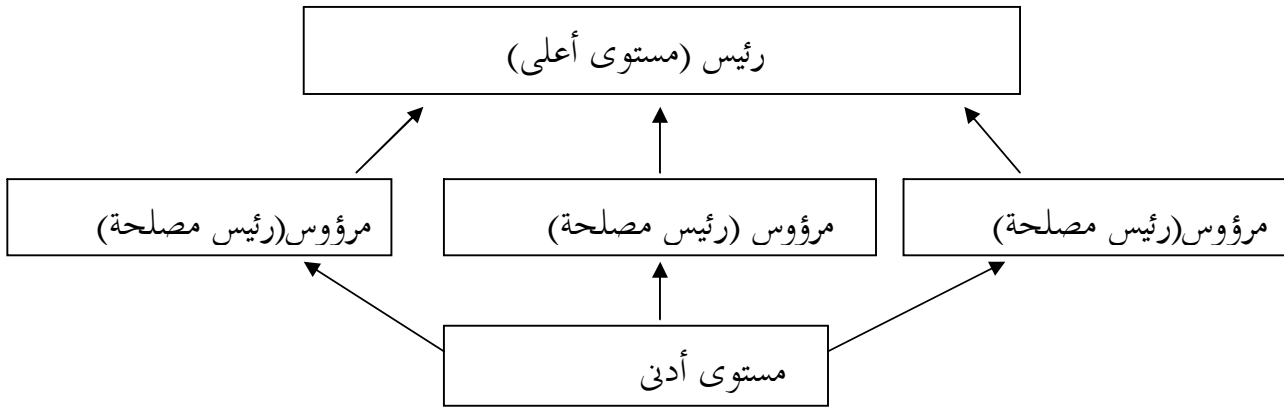 رئيس (مستوى أعلى)
مرؤوس(رئيس مصلحة)
مرؤوس (رئيس مصلحة)
مرؤوس(رئيس مصلحة)
مستوى أدنى